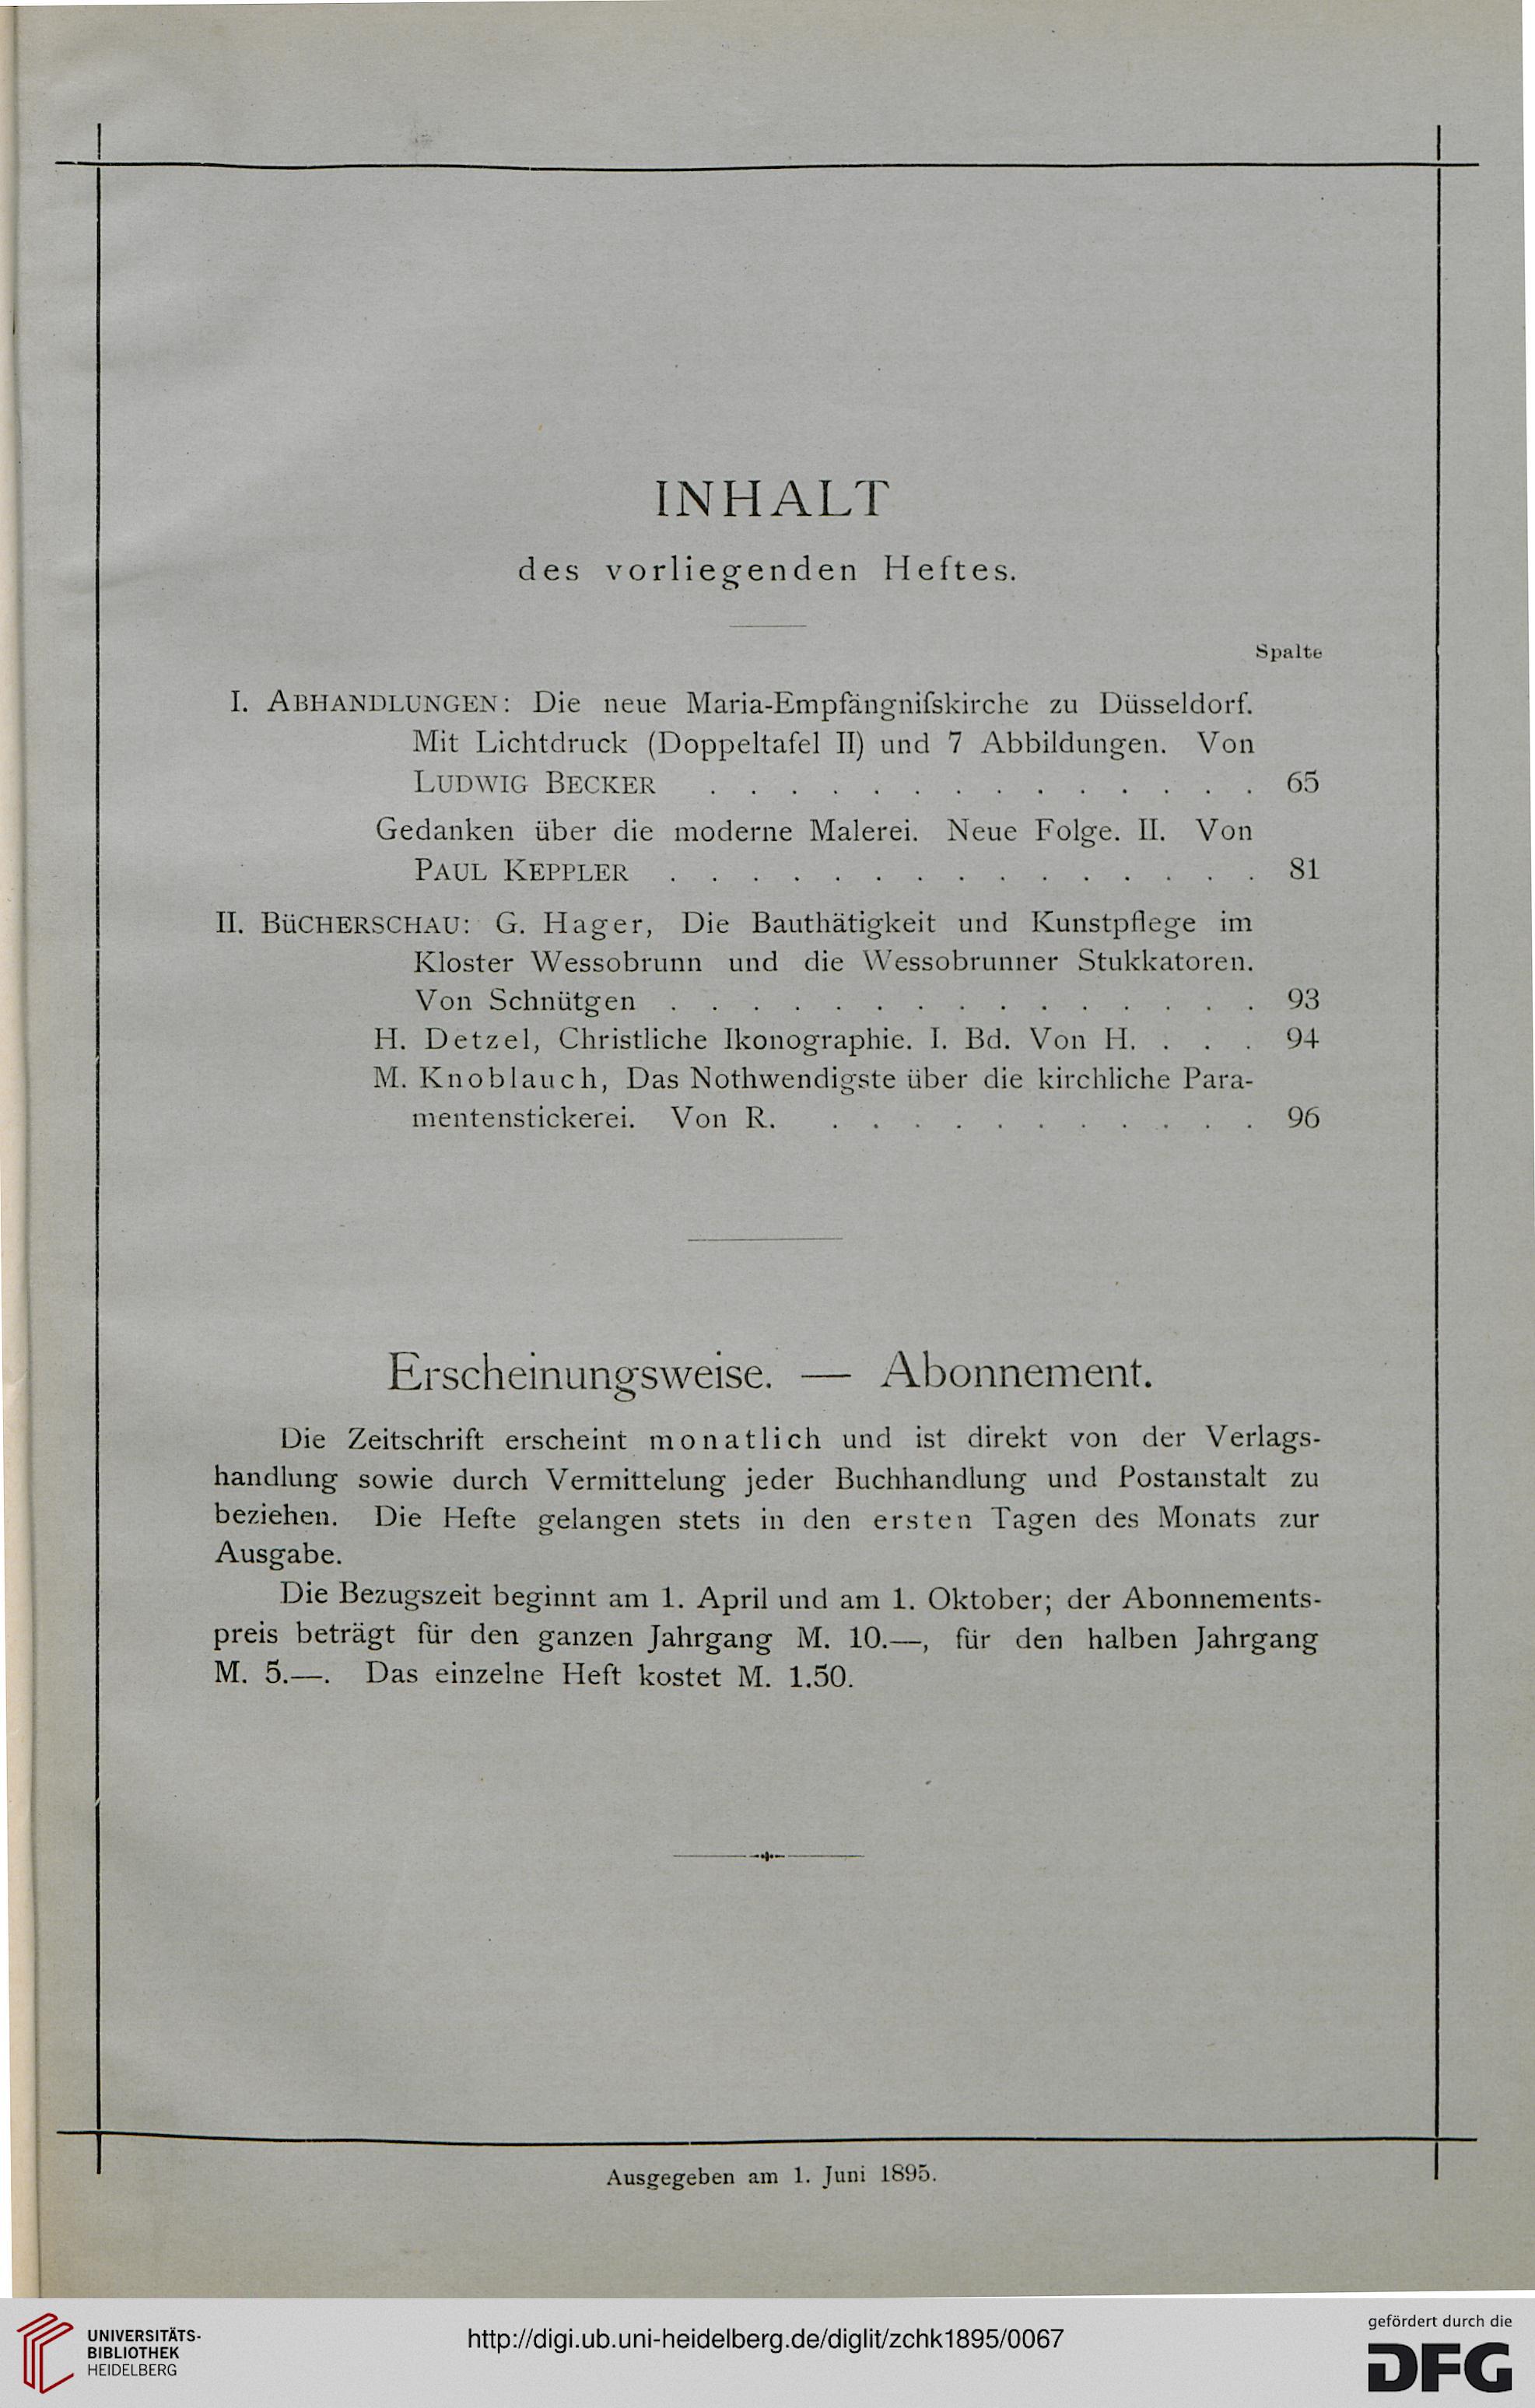 INHALT
des vorliegenden Heftes.
Spalte
I. ABHANDLUNGEN: Die neue Maria-Empfängnifskirche zu Düsseldorf.
Mit Lichtdruck (Doppeltafel II) und 7 Abbildungen. Von
LUDWIG BECKER . . . . . . . . . . . . . . 65
Gedanken über die moderne Malerei. Neue Folge. II. Von
PAUL KEPPLER . . . . . . . . . . . . . . . 81
II. BüCHERSCHAU: G. Hager, Die Bauthätigkeit und Kunstpflege im
Kloster Wessobrunn und die Wessobrunner Stukkatoren.
Von Schnütgen . . . . . . . . . . . . . . . 93
H. Detzel, Christliche Ikonographie. I. Bd. Von H. . . . 94
M. Knoblauch, Das Nothwendigste über die kirchliche Para-
mentenstickerei. Von R. . . . . . . . . . . . 96
Erscheinungsweise. — Abonnement.
Die Zeitschrift erscheint monatlich und ist direkt von der Verlags-
handlung sowie durch Vermittelung jeder Buchhandlung und Postanstalt zu
beziehen. Die Hefte gelangen stets in den ersten Tagen des Monats zur
Ausgabe.
Die Bezugszeit beginnt am 1. April und am 1. Oktober; der Abonnements-
preis beträgt für den ganzen Jahrgang M. 10.—, für den halben Jahrgang
M. 5.—. Das einzelne Heft kostet M. 1.50.
Ausgegeben am 1. Juni 1895.
UNIVERSITÄTS-
BIBLIOTHEK
HEIDELBERG
http://digi.ub.uni-heidelberg.de/diglit/zchk1895/0067
gefördert durch die
DFG